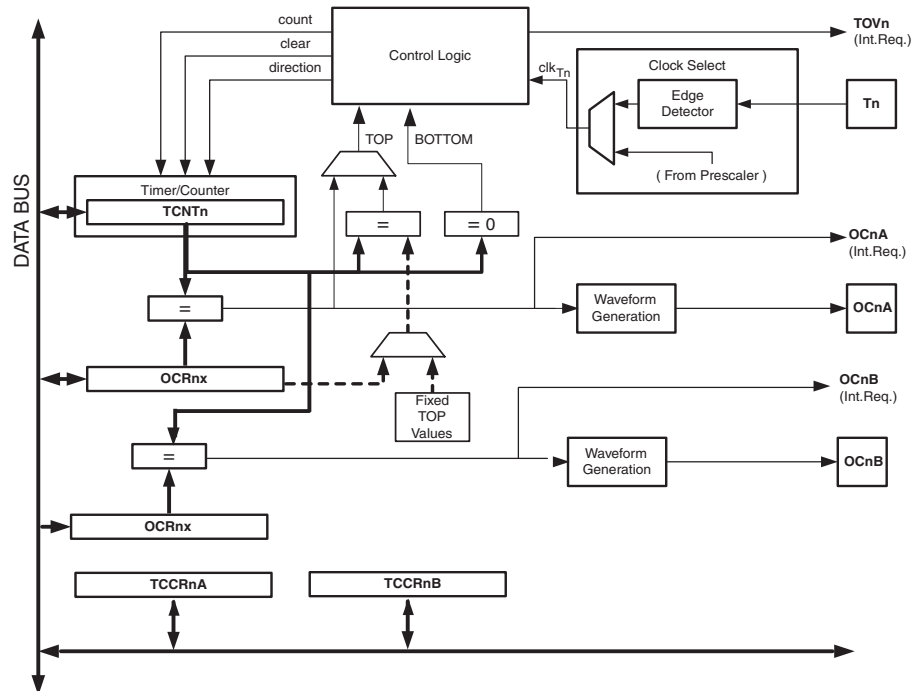 count
clear
direction
Control Logic
TOVn
(Int.Req.)
clkTn
Clock Select
Edge
Detector
Tn
( From Prescaler )
TOP
BOTTOM
DATA BUS
Timer/Counter
TCNTn
=
= 0
OCnA
(Int.Req.)
=
Waveform
Generation
OCnA
OCRnx
Fixed
TOP
Values
OCnB
(Int.Req.)
=
Waveform
Generation
OCnB
OCRnx
TCCRnA
TCCRnB